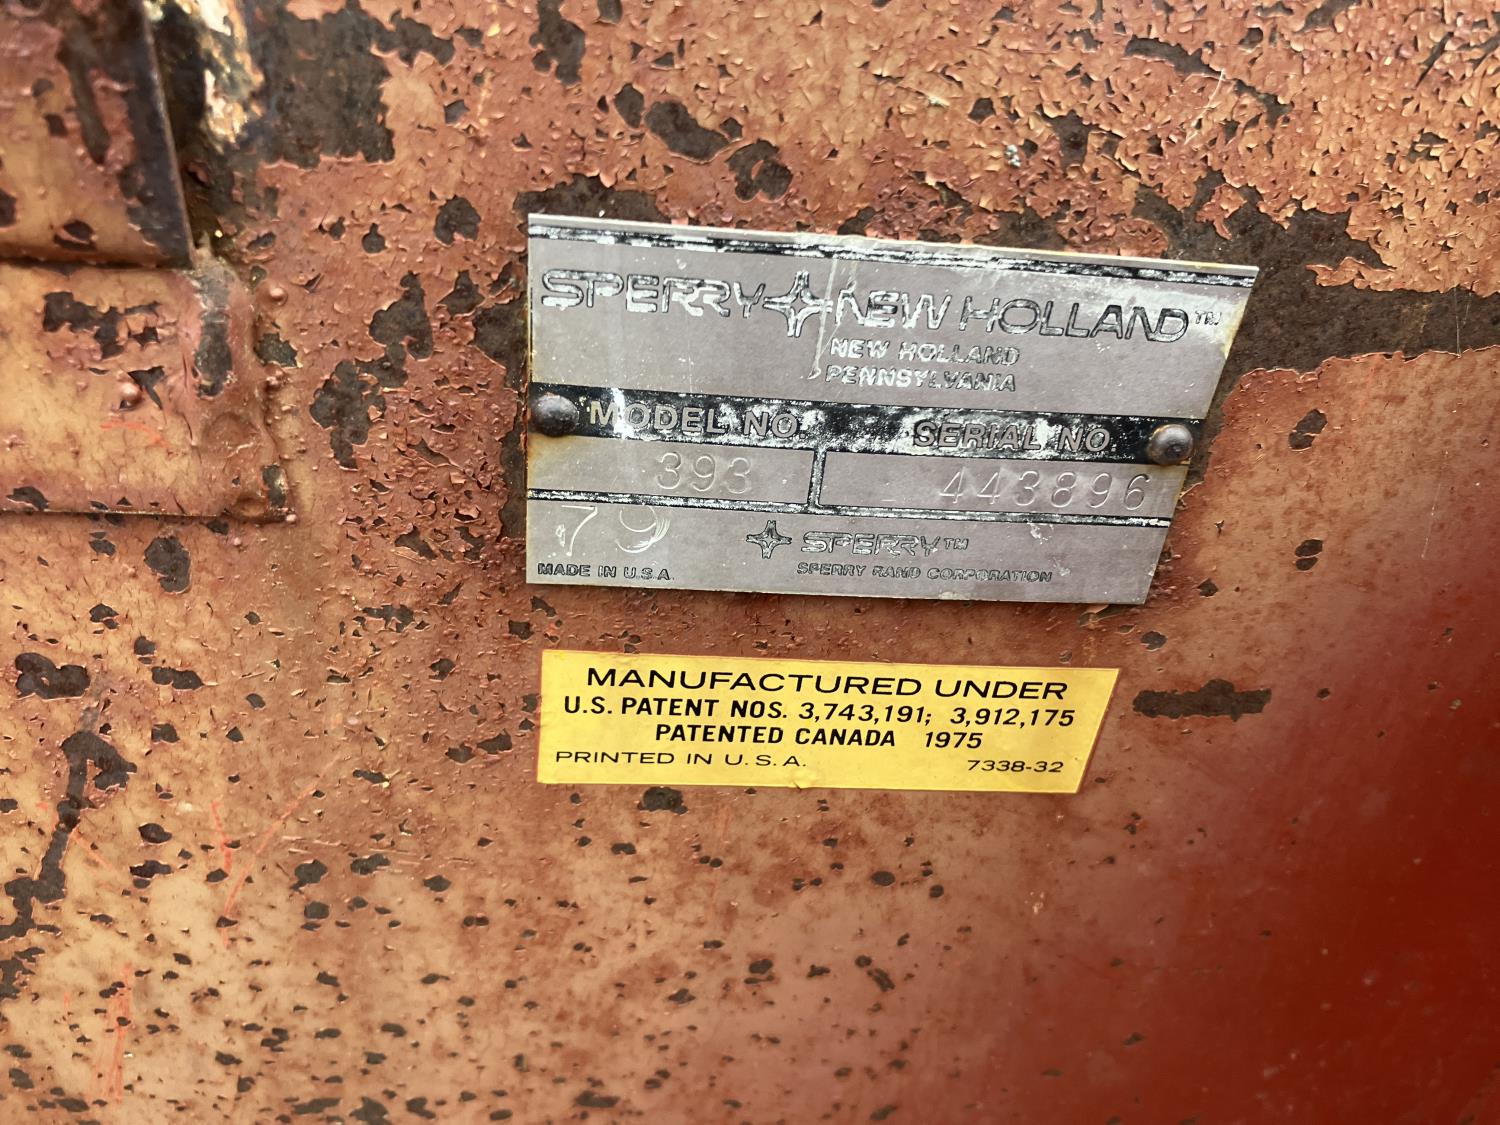 SPERRY NEW HOLLAND™
NEW HOLLAND
PENNSYLVANIA
MODEL NO. SERIAL NO.
393 443896
79 SPERRY™
MADE IN U.S.A. SPERRY RAND CORPORATION
MANUFACTURED UNDER
U.S. PATENT NOS. 3,743,191; 3,912,175
PATENTED CANADA 1975
PRINTED IN U.S.A. 7338-32